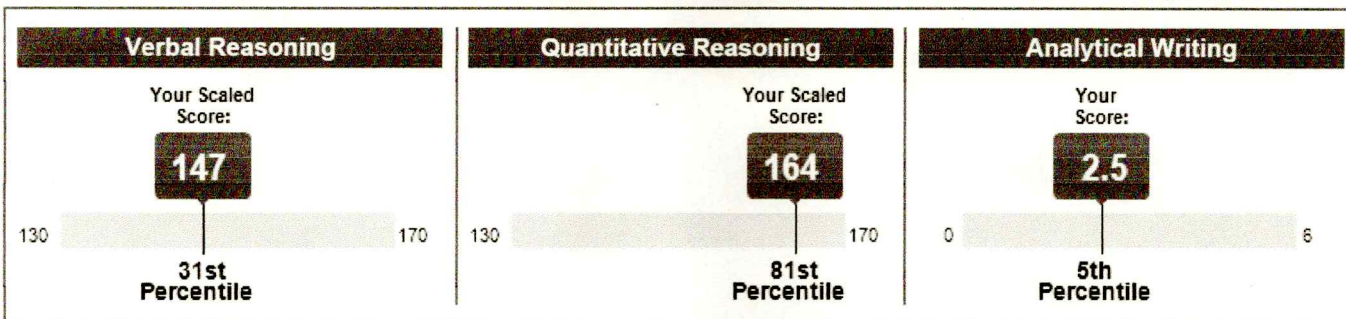 Verbal Reasoning
Your Scaled
Score:
147
130
170
31st
Percentile
Quantitative Reasoning
Your Scaled
Score:
164
130
170
81st
Percentile
Analytical Writing
Your
Score:
2.5
0
6
5th
Percentile